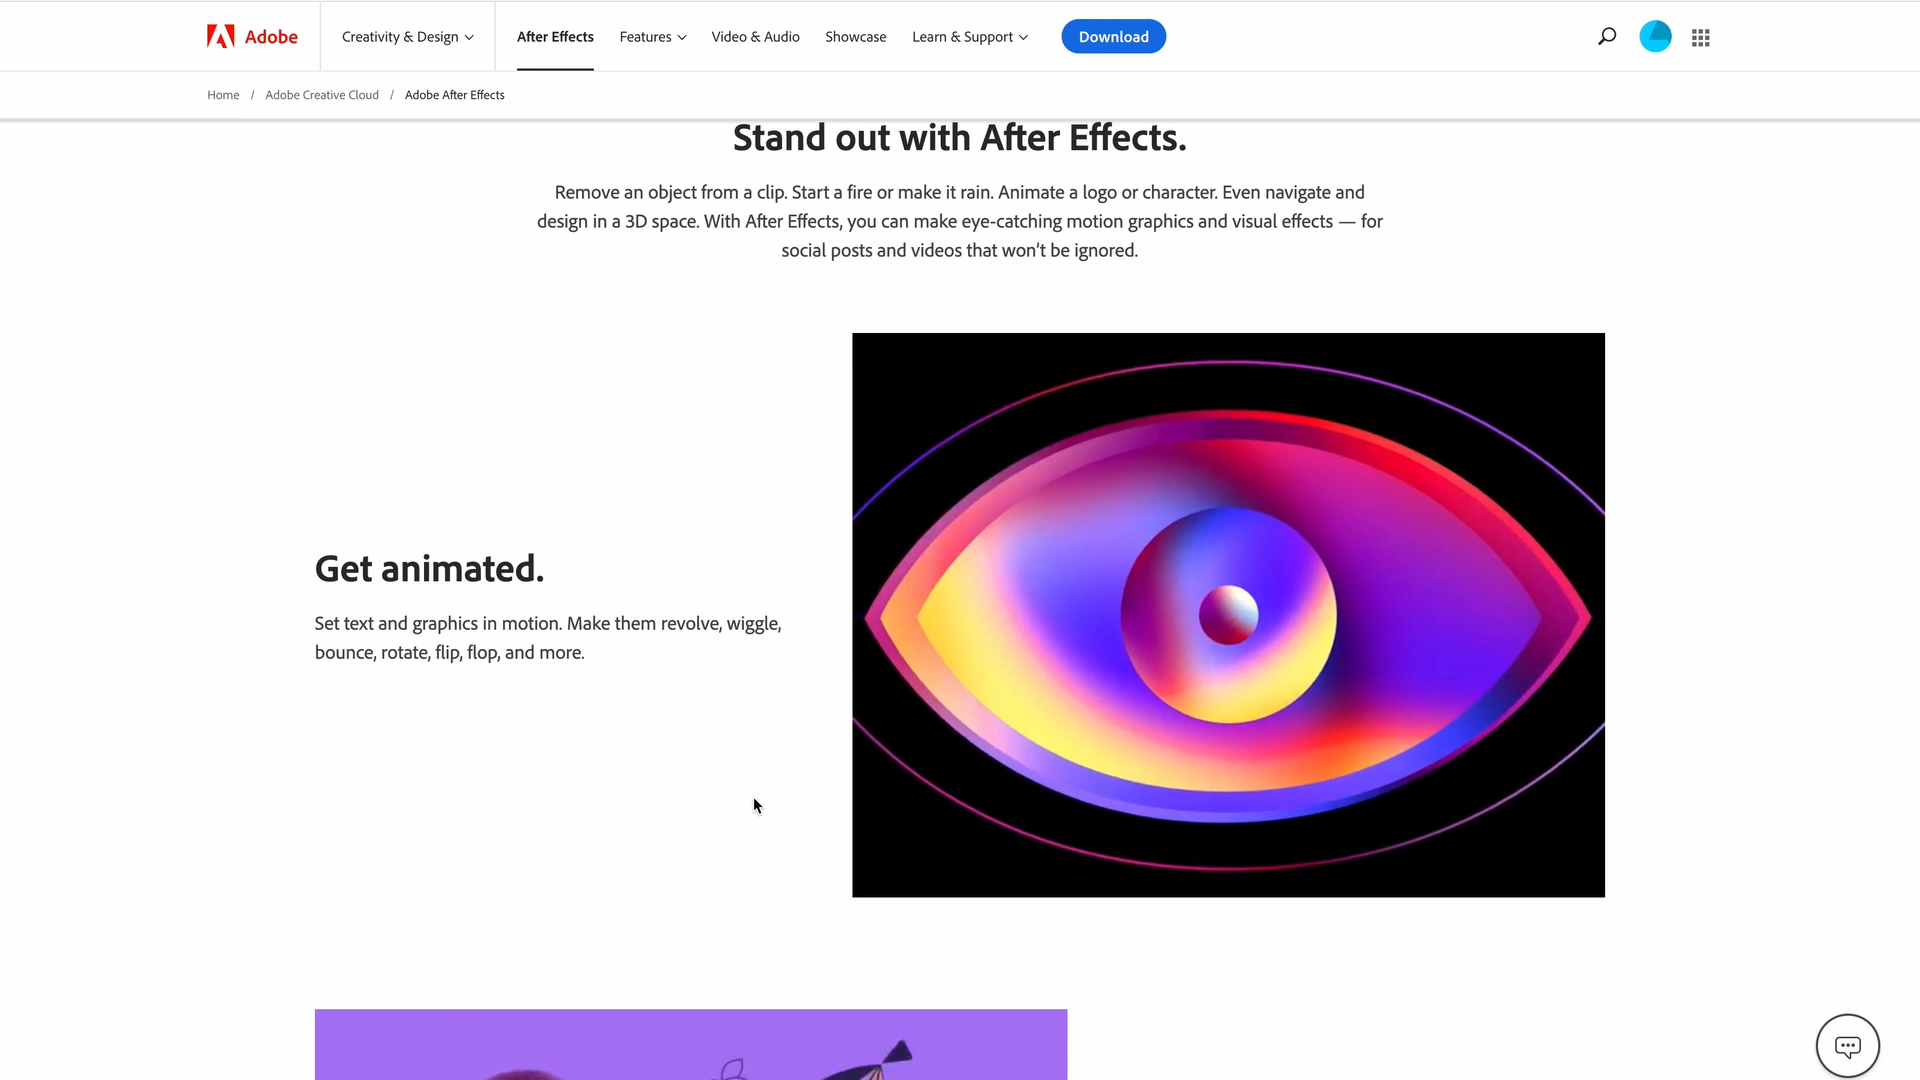 Adobe
Creativity & Design
After Effects
Features
Video & Audio
Showcase
Learn & Support
Download
Home / Adobe Creative Cloud / Adobe After Effects
Stand out with After Effects.
Remove an object from a clip. Start a fire or make it rain. Animate a logo or character. Even navigate and
design in a 3D space. With After Effects, you can make eye-catching motion graphics and visual effects — for
social posts and videos that won’t be ignored.
Get animated.
Set text and graphics in motion. Make them revolve, wiggle,
bounce, rotate, flip, flop, and more.